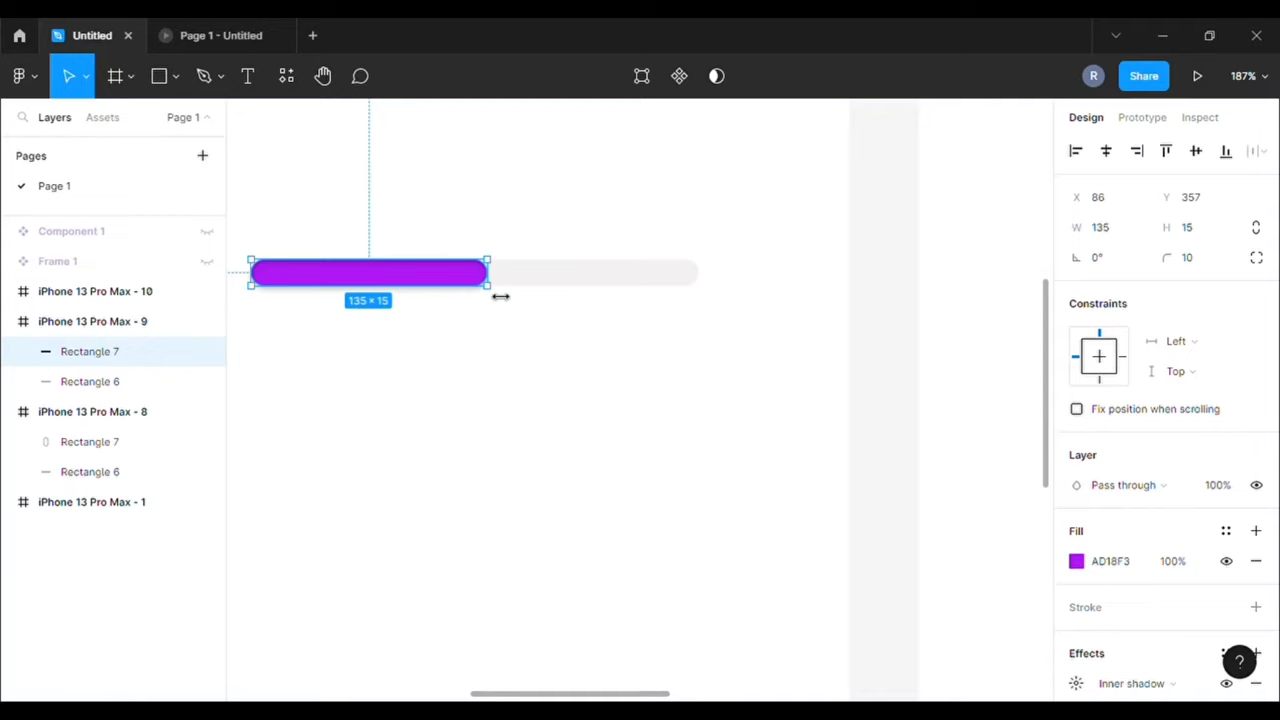 Untitled
Page 1 - Untitled
R
Share
187%
Layers
Assets
Page 1
Pages
Page 1
Component 1
Frame 1
iPhone 13 Pro Max - 10
iPhone 13 Pro Max - 9
Rectangle 7
Rectangle 6
iPhone 13 Pro Max - 8
Rectangle 7
Rectangle 6
iPhone 13 Pro Max - 1
135 × 15
Design
Prototype
Inspect
X 86
Y 357
W 135
H 15
0°
10
Constraints
Left
Top
Fix position when scrolling
Layer
Pass through
100%
Fill
AD18F3
100%
Stroke
Effects
?
Inner shadow